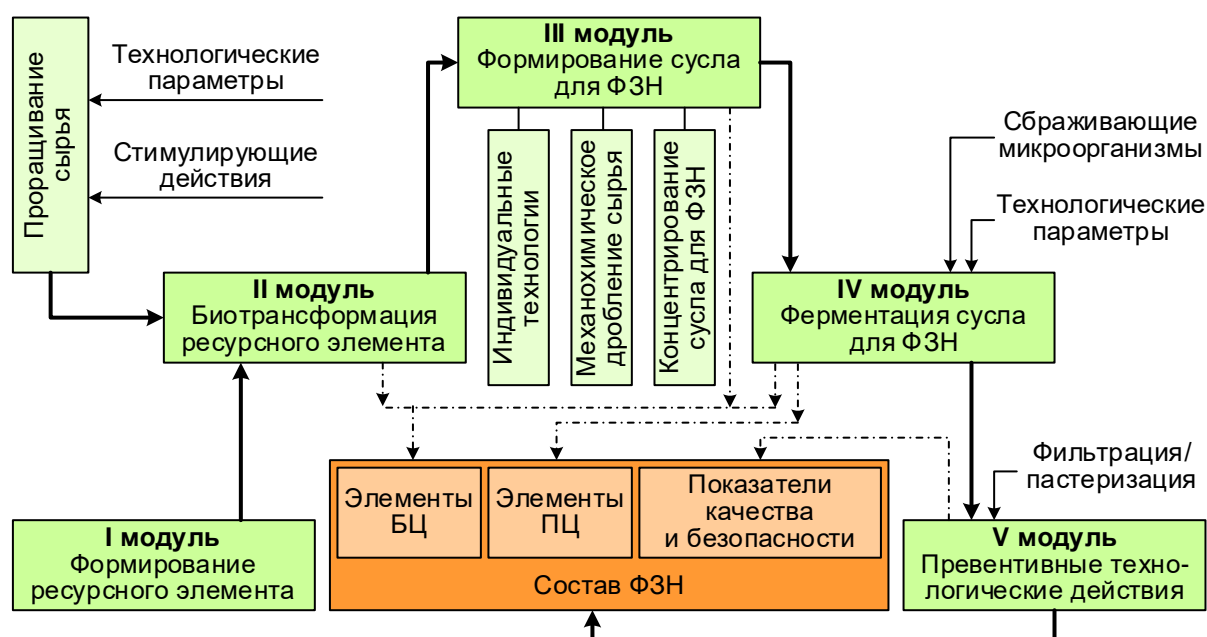 III модуль
Формирование сусла
для ФЗН
Проращивание
сырья
Технологические
параметры
Стимулирующие
действия
Индивидуальные
технологии
Механохимическое
дробление сырья
Концентрирование
сусла для ФЗН
Сбраживающие
микроорганизмы
Технологические
параметры
II модуль
Биотрансформация
ресурсного элемента
IV модуль
Ферментация сусла
для ФЗН
Фильтрация/
пастеризация
Элементы
БЦ
Элементы
ПЦ
Показатели
качества
и безопасности
Состав ФЗН
I модуль
Формирование
ресурсного элемента
V модуль
Превентивные техно-
логические действия